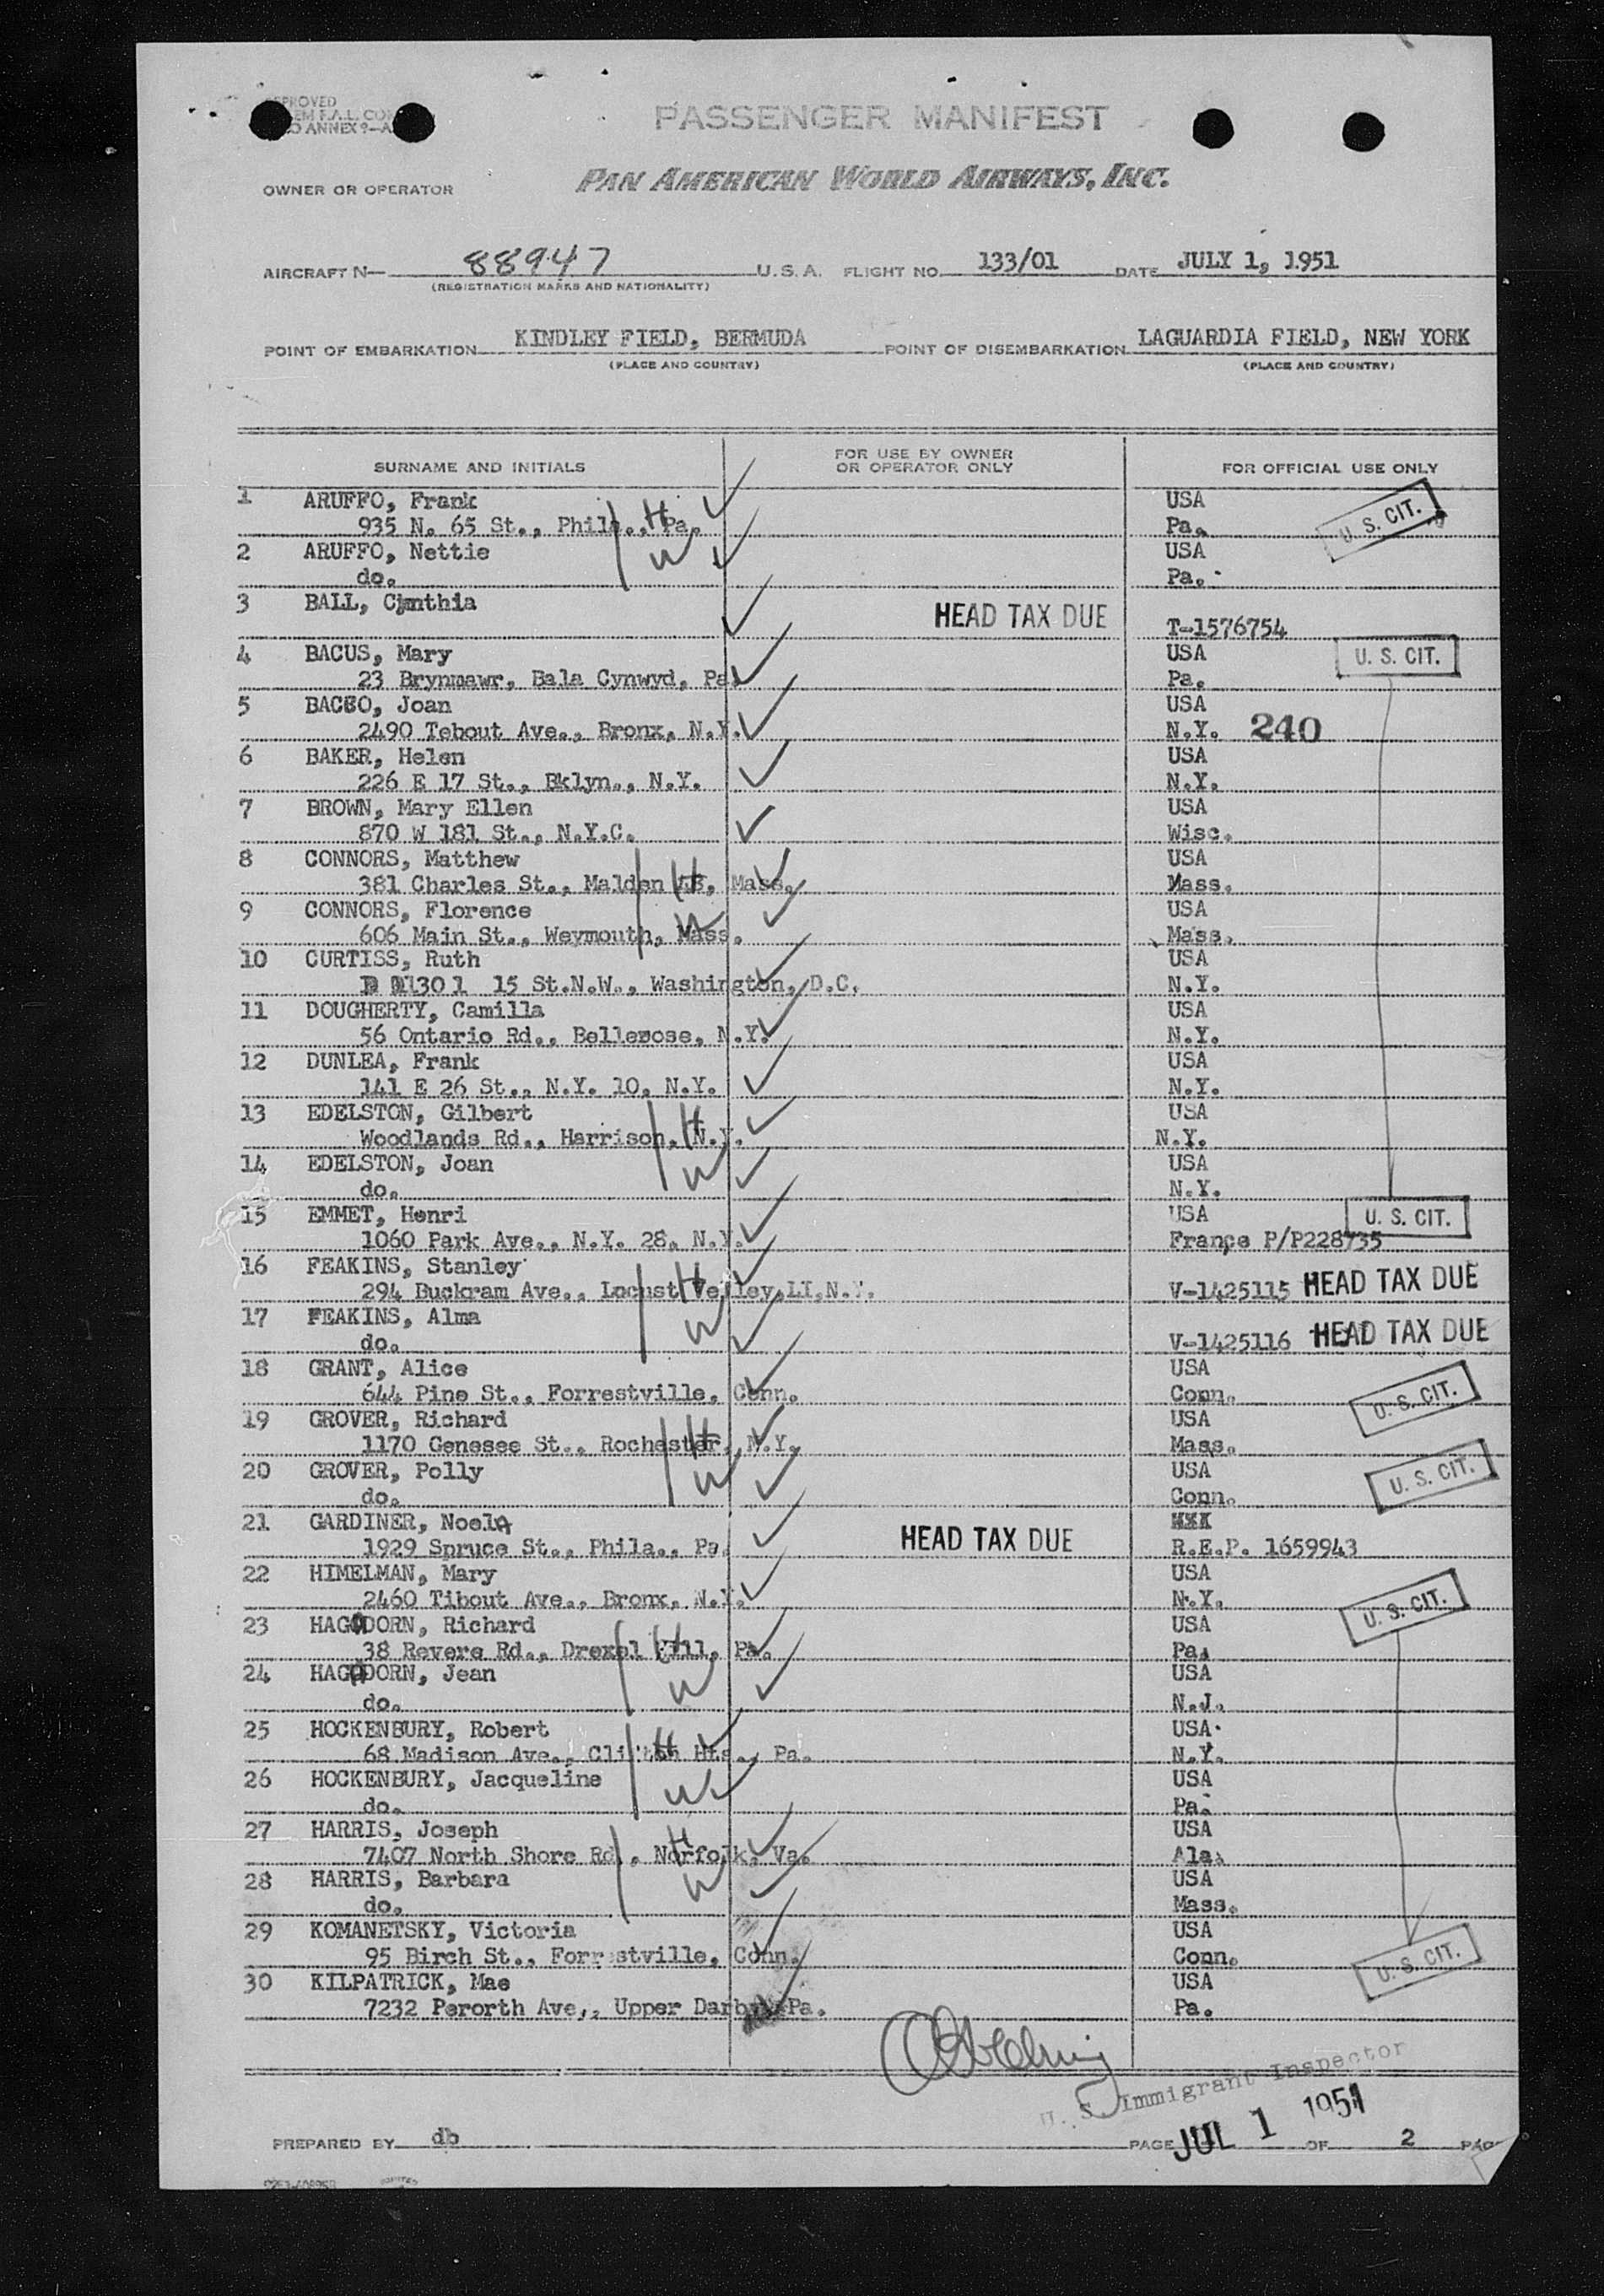 PROVED
EM F.A.L. CO
O ANNEX 9-A
PASSENGER MANIFEST
OWNER OR OPERATOR PAN AMERICAN WORLD AIRWAYS, INC.
AIRCRAFT N- 88947 U.S.A. FLIGHT NO. 133/01 DATE JULY 1, 1951
(REGISTRATION MARKS AND NATIONALITY)
POINT OF EMBARKATION KINDLEY FIELD, BERMUDA POINT OF DISEMBARKATION LAGUARDIA FIELD, NEW YORK
(PLACE AND COUNTRY) (PLACE AND COUNTRY)
SURNAME AND INITIALS FOR USE BY OWNER OR OPERATOR ONLY FOR OFFICIAL USE ONLY
1 ARUFFO, Frank USA
935 N. 65 St., Phila., Pa. H Pa. U. S. CIT.
2 ARUFFO, Nettie W USA
do. Pa.
3 BALL, Cynthia HEAD TAX DUE
T-1576754
4 BACUS, Mary USA U. S. CIT.
23 Brynmawr, Bala Cynwyd, Pa. Pa.
5 BACCO, Joan USA
2490 Tebout Ave., Bronx, N.Y. N.Y. 240
6 BAKER, Helen USA
226 E 17 St., Bklyn., N.Y. N.Y.
7 BROWN, Mary Ellen USA
870 W 181 St., N.Y.C. Wisc.
8 CONNORS, Matthew USA
381 Charles St., Malden 48, Mass. H Mass.
9 CONNORS, Florence W USA
606 Main St., Weymouth, Mass. Mass.
10 CURTISS, Ruth USA
1301 15 St.N.W., Washington, D.C. N.Y.
11 DOUGHERTY, Camilla USA
56 Ontario Rd., Bellerose, N.Y. N.Y.
12 DUNLEA, Frank USA
141 E 26 St., N.Y. 10, N.Y. N.Y.
13 EDELSTON, Gilbert H USA
Woodlands Rd., Harrison, N.Y. N.Y.
14 EDELSTON, Joan W USA
do. N.Y.
15 EMMET, Henri USA U. S. CIT.
1060 Park Ave., N.Y. 28, N.Y. France P/P228735
16 FEAKINS, Stanley
294 Buckram Ave., Locust Velley,LI,N.Y. H V-1425115 HEAD TAX DUE
17 FEAKINS, Alma W
do. V-1425116 HEAD TAX DUE
18 GRANT, Alice USA
644 Pine St., Forrestville, Conn. Conn. U. S. CIT.
19 GROVER, Richard USA
1170 Genesee St., Rochester, N.Y. H Mass.
20 GROVER, Polly W USA U. S. CIT.
do. Conn.
21 GARDINER, NoelA
1929 Spruce St., Phila., Pa. HEAD TAX DUE R.E.P. 1659943
22 HIMELMAN, Mary USA
2460 Tibout Ave., Bronx, N.Y. N.Y. U. S. CIT.
23 HAGODORN, Richard USA
38 Revere Rd., Drexel Hill, Pa. H Pa.
24 HAGODORN, Jean W USA
do. N.J.
25 HOCKENBURY, Robert USA
68 Madison Ave., Clifton Hts., Pa. H N.Y.
26 HOCKENBURY, Jacqueline W USA
do. Pa.
27 HARRIS, Joseph USA
7407 North Shore Rd., Norfolk, Va. H Ala.
28 HARRIS, Barbara W USA
do. Mass.
29 KOMANETSKY, Victoria USA
95 Birch St., Forrestville, Conn. Conn. U. S. CIT.
30 KILPATRICK, Mae USA
7232 Perorth Ave,, Upper Darby, Pa. Pa.
U. S. Immigrant Inspector
JUL 1 1951
PREPARED BY db PAGE OF 2